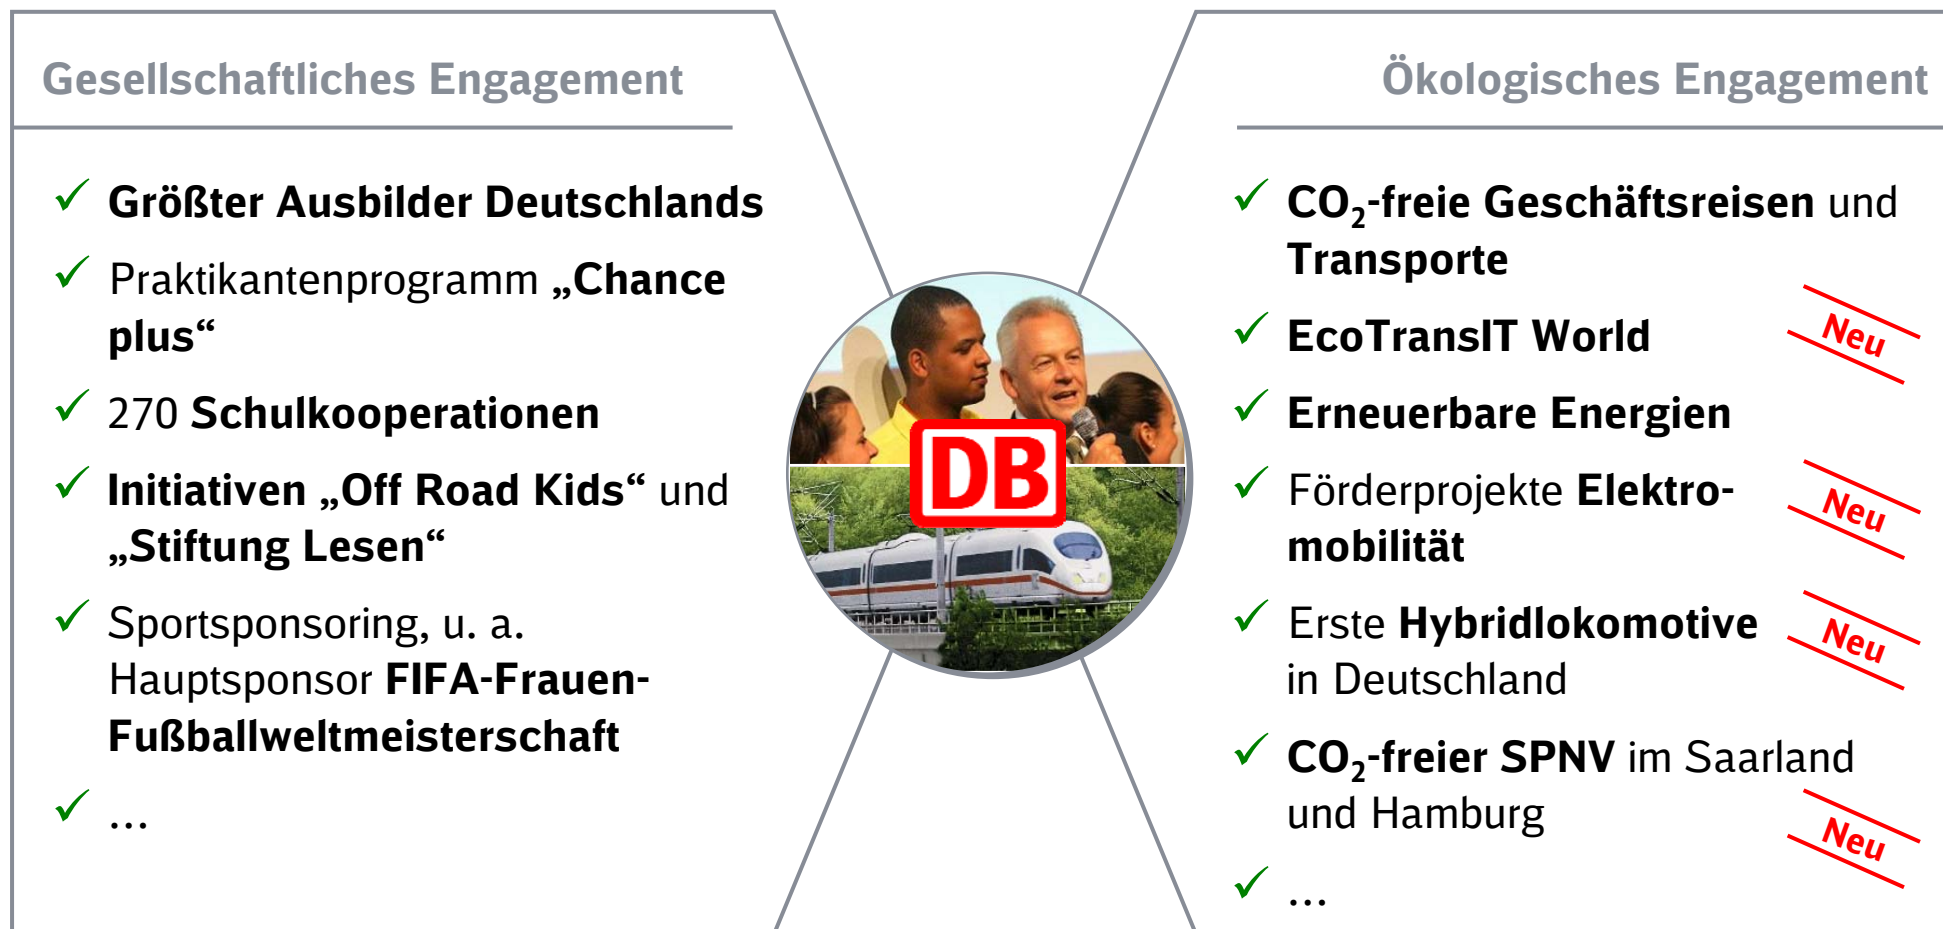 Gesellschaftliches Engagement
✓ Größter Ausbilder Deutschlands
✓ Praktikantenprogramm „Chance
plus“
✓ 270 Schulkooperationen
✓ Initiativen „Off Road Kids“ und
„Stiftung Lesen“
✓ Sportsponsoring, u. a.
Hauptsponsor FIFA-Frauen-
Fußballweltmeisterschaft
✓ ...
DB
Ökologisches Engagement
✓ CO₂-freie Geschäftsreisen und
Transporte
✓ EcoTransIT World
Neu
✓ Erneuerbare Energien
✓ Förderprojekte Elektro-
mobilität
Neu
✓ Erste Hybridlokomotive
in Deutschland
Neu
✓ CO₂-freier SPNV im Saarland
und Hamburg
Neu
✓ ...